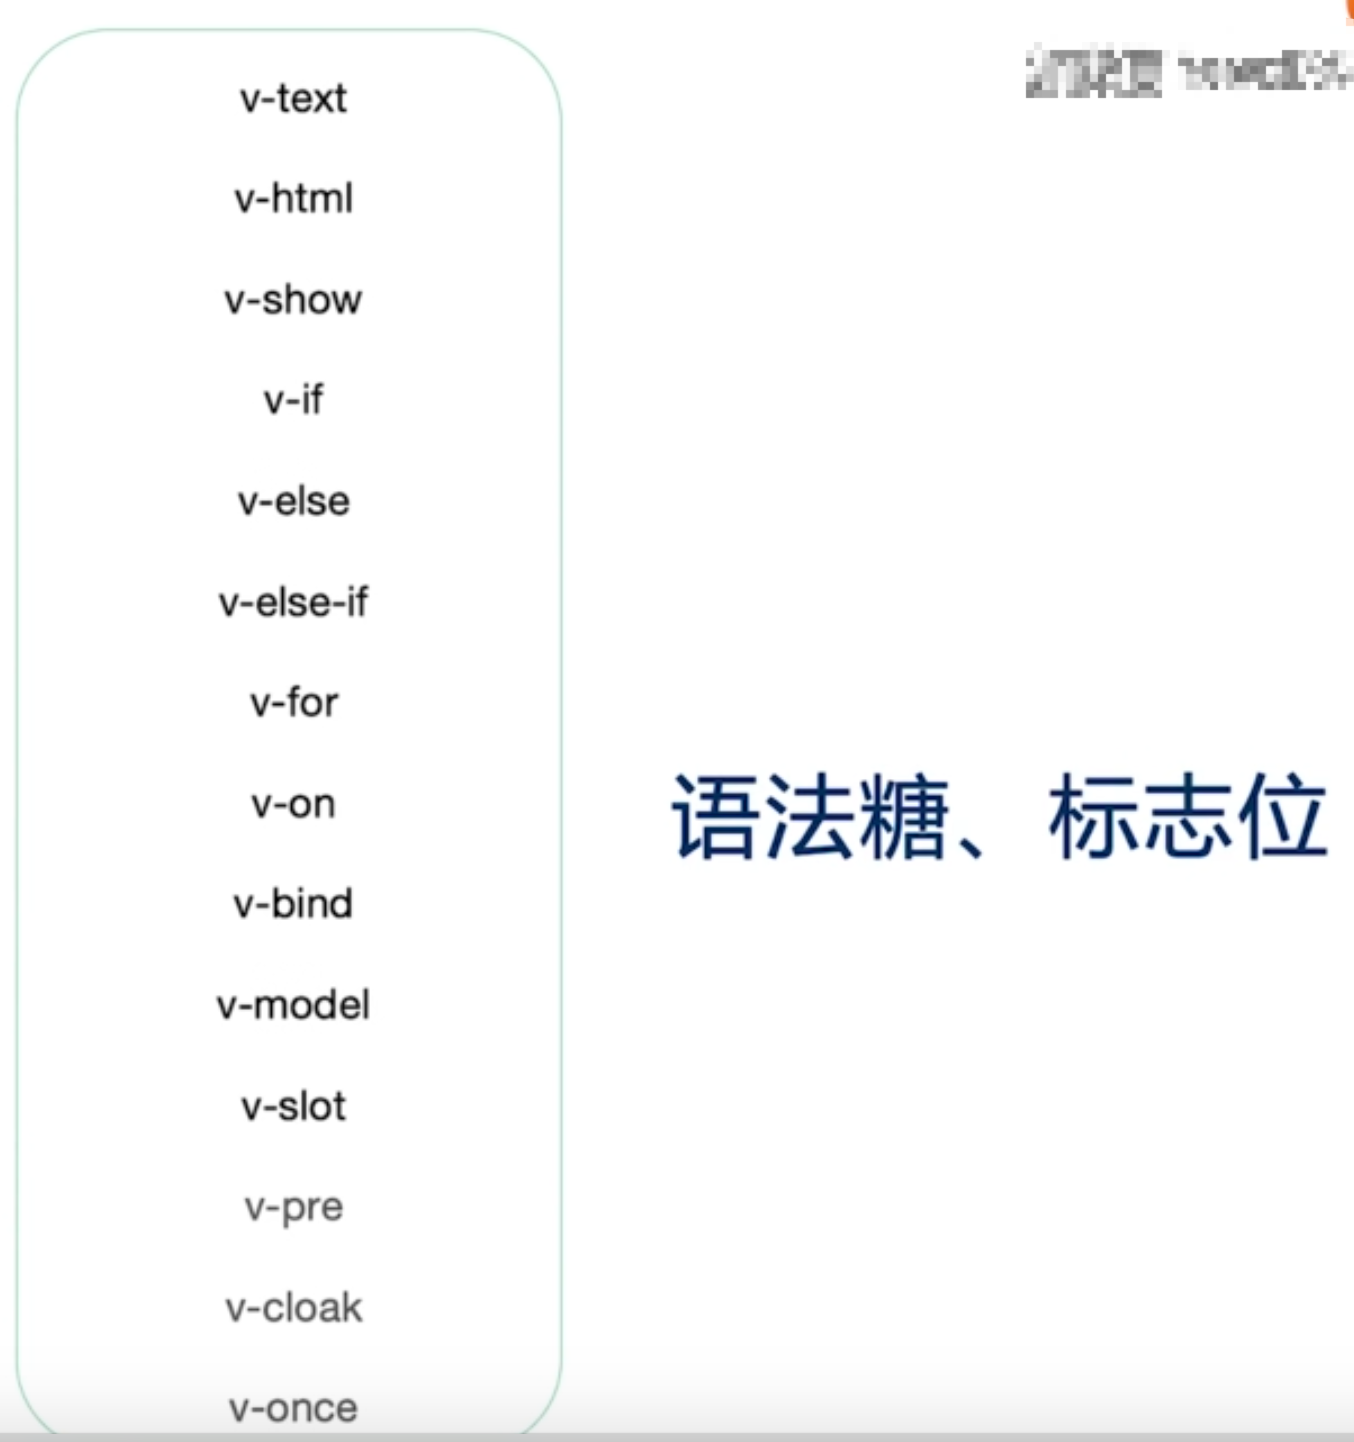 v-text
v-html
v-show
v-if
v-else
v-else-if
v-for
v-on
语法糖、标志位
v-bind
v-model
v-slot
v-pre
v-cloak
v-once